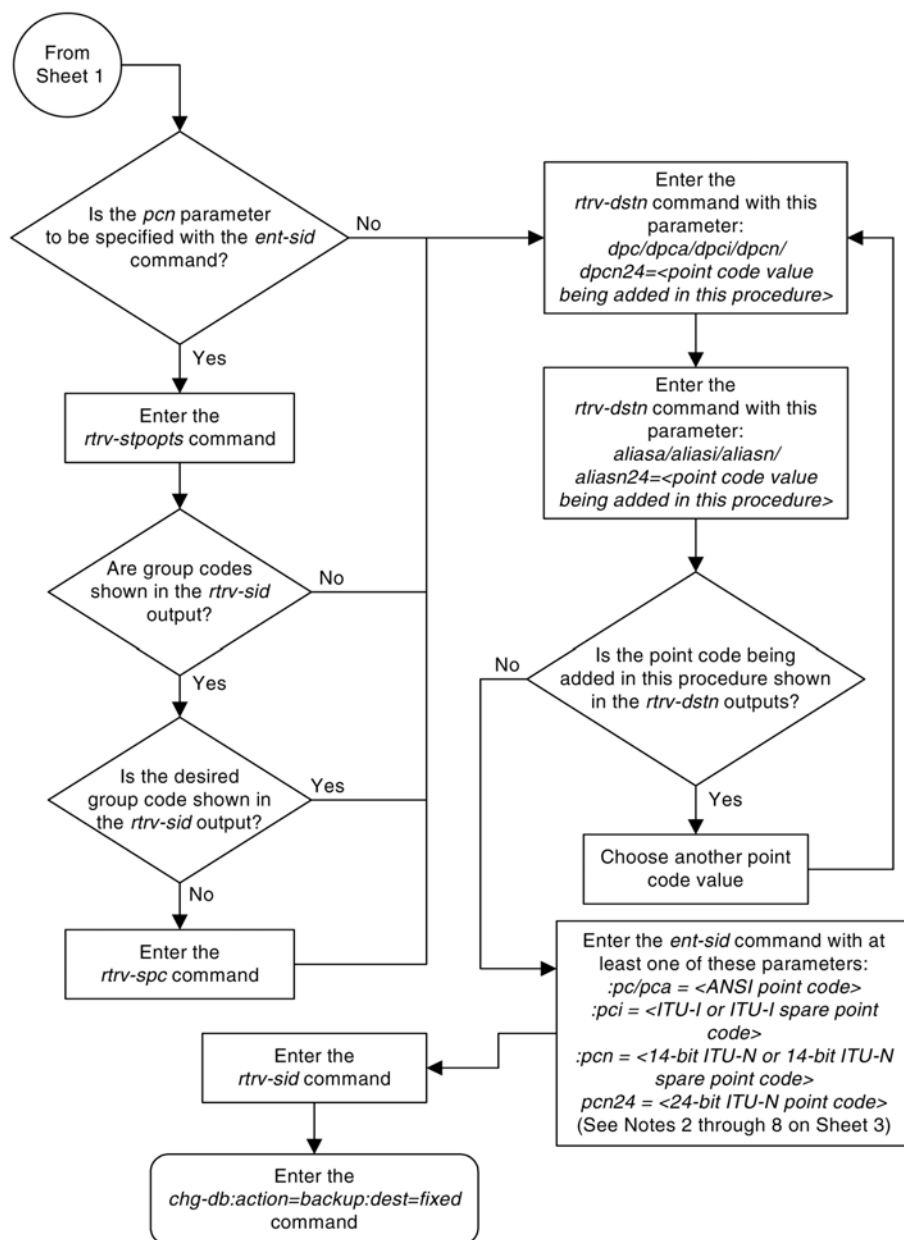 From
Sheet 1
Is the pcn parameter
to be specified with the ent-sid
command?
No
Yes
Enter the
rtrv-stpopts command
Are group codes
shown in the rtrv-sid
output?
No
Yes
Is the desired
group code shown in
the rtrv-sid output?
Yes
No
Enter the
rtrv-spc command
Enter the
rtrv-dstn command with this
parameter:
dpc/dpca/dpci/dpcn/
dpcn24=<point code value
being added in this procedure>
Enter the
rtrv-dstn command with this
parameter:
aliasa/aliasi/aliasn/
aliasn24=<point code value
being added in this procedure>
Is the point code being
added in this procedure shown
in the rtrv-dstn outputs?
No
Yes
Choose another point
code value
Enter the ent-sid command with at
least one of these parameters:
:pc/pca = <ANSI point code>
:pci = <ITU-I or ITU-I spare point
code>
:pcn = <14-bit ITU-N or 14-bit ITU-N
spare point code>
pcn24 = <24-bit ITU-N point code>
(See Notes 2 through 8 on Sheet 3)
Enter the
rtrv-sid command
Enter the
chg-db:action=backup:dest=fixed
command